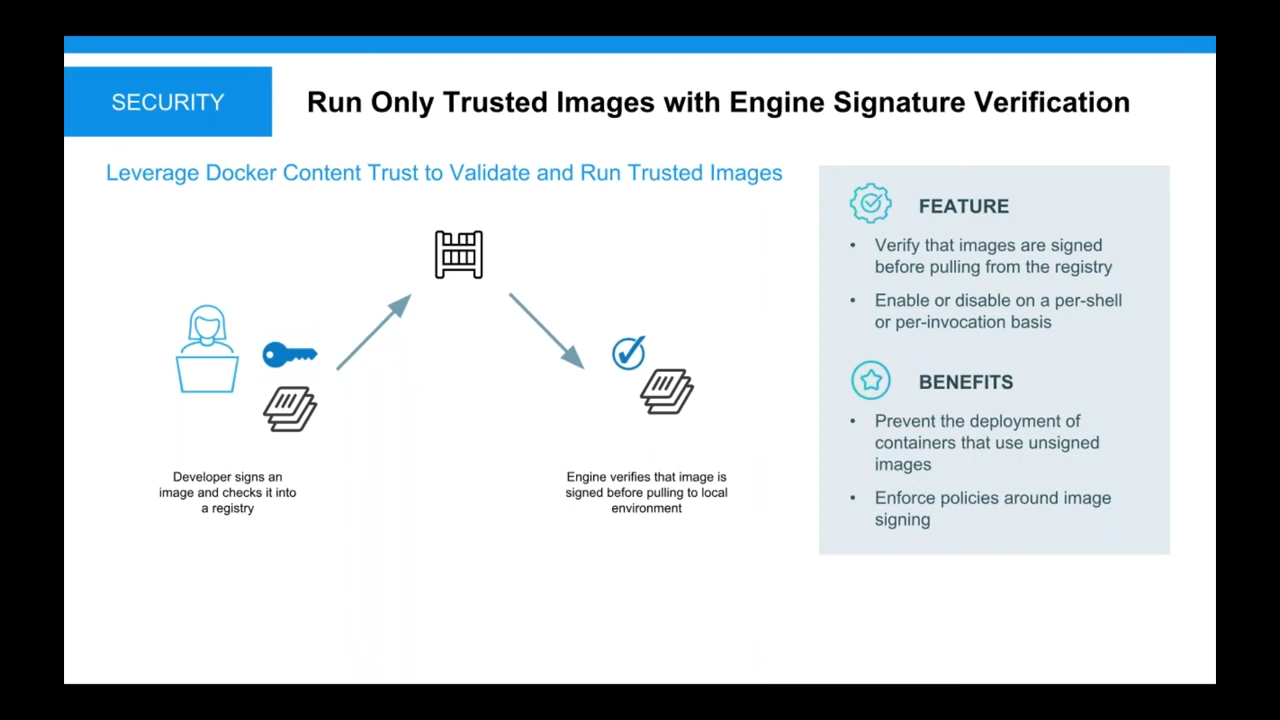 SECURITY
Run Only Trusted Images with Engine Signature Verification
Leverage Docker Content Trust to Validate and Run Trusted Images
Developer signs an
image and checks it into
a registry
Engine verifies that image is
signed before pulling to local
environment
FEATURE
• Verify that images are signed
before pulling from the registry
• Enable or disable on a per-shell
or per-invocation basis
BENEFITS
• Prevent the deployment of
containers that use unsigned
images
• Enforce policies around image
signing